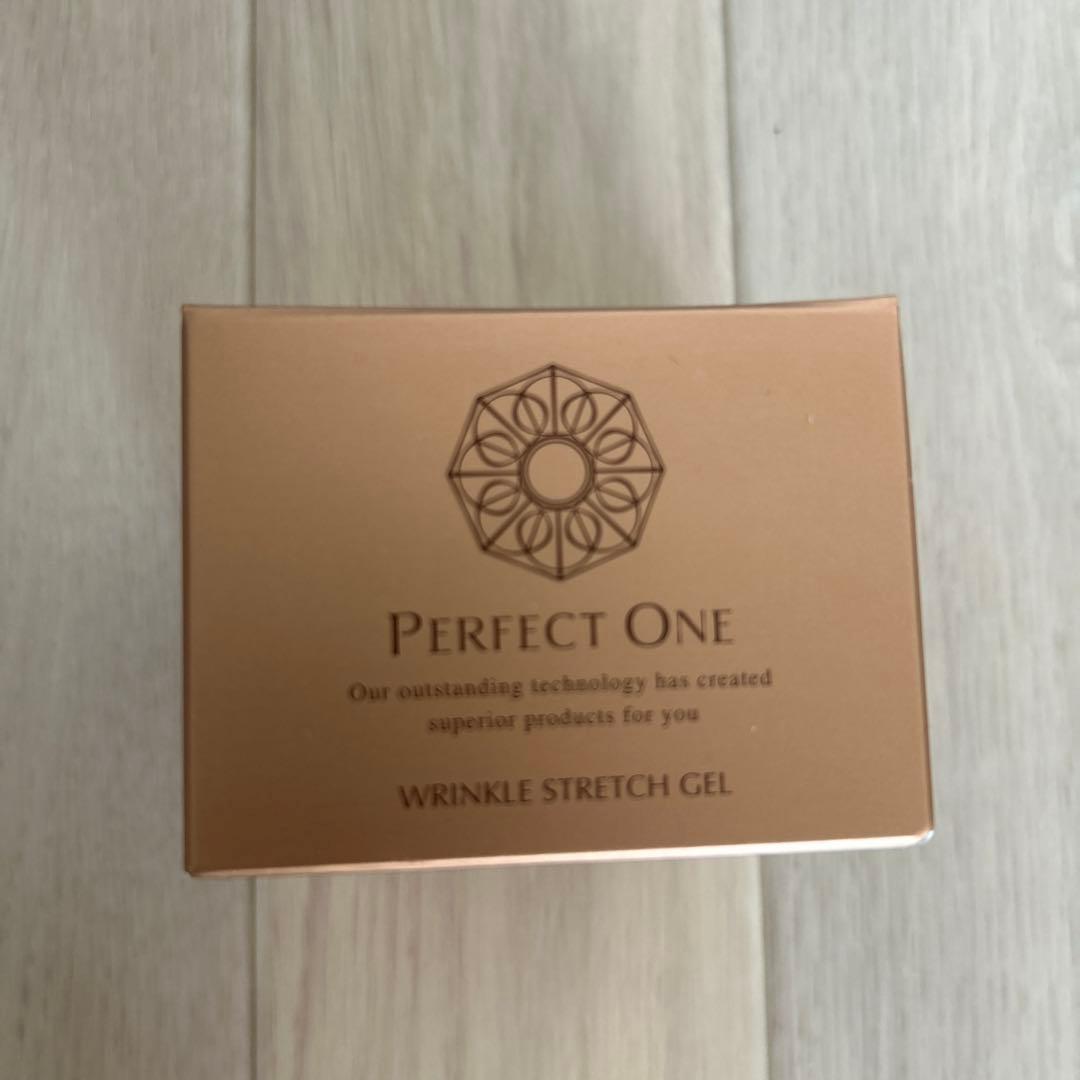 PERFECT ONE
Our outstanding technology has created
superior products for you
WRINKLE STRETCH GEL